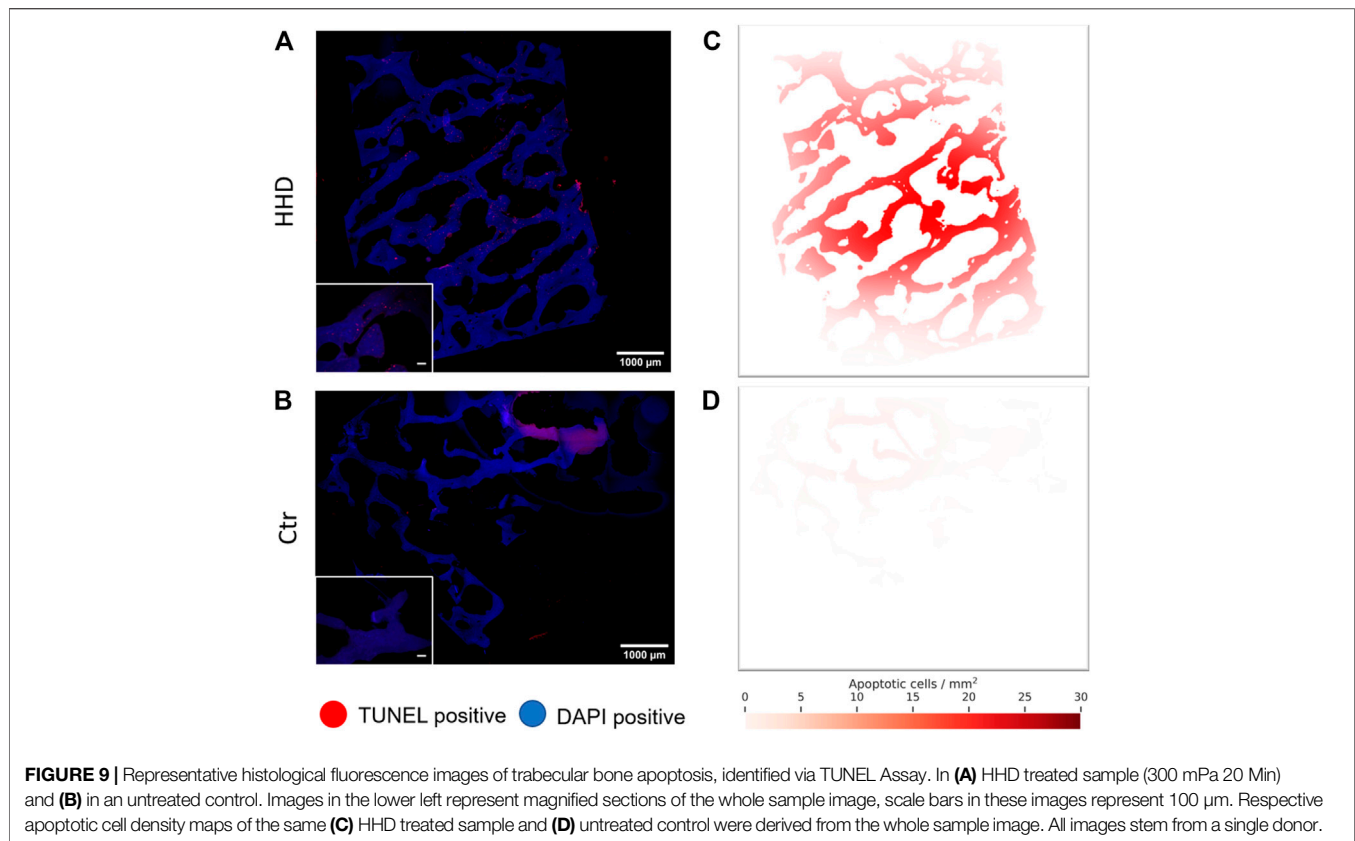 A
C
HHD
1000 µm
B
D
Ctr
1000 µm
Apoptotic cells / mm²
0 5 10 15 20 25 30
TUNEL positive DAPI positive
FIGURE 9 | Representative histological fluorescence images of trabecular bone apoptosis, identified via TUNEL Assay. In (A) HHD treated sample (300 mPa 20 Min)
and (B) in an untreated control. Images in the lower left represent magnified sections of the whole sample image, scale bars in these images represent 100 µm. Respective
apoptotic cell density maps of the same (C) HHD treated sample and (D) untreated control were derived from the whole sample image. All images stem from a single donor.